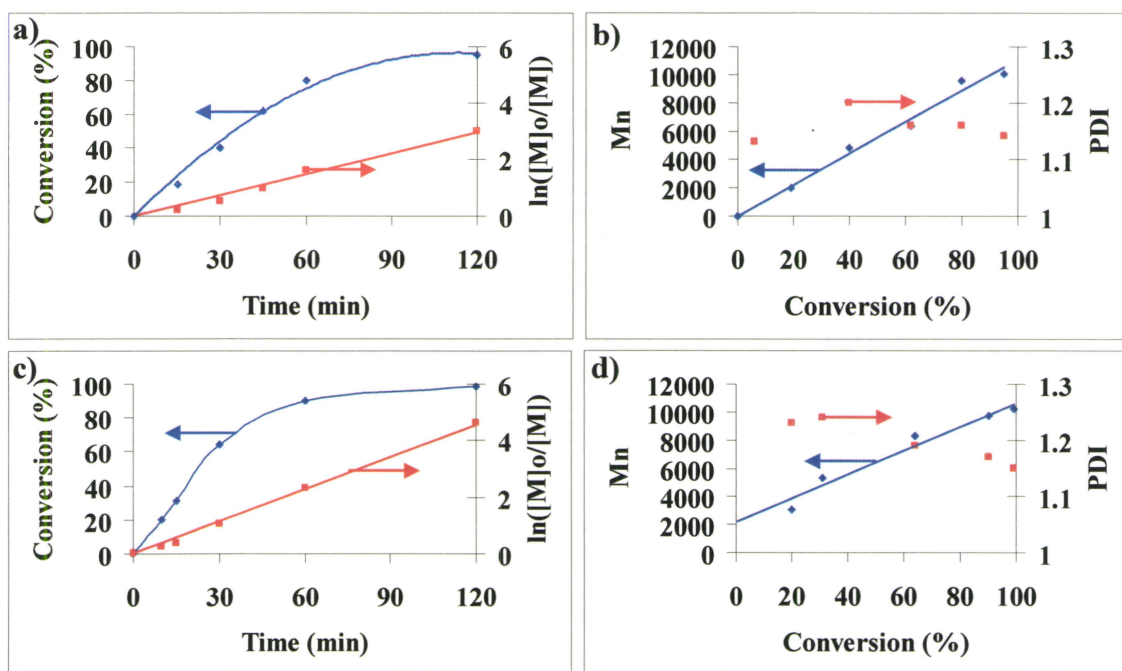 a)
Conversion (%)
100
80
60
40
20
0
6
4
2
0
ln([M]o/[M])
0 30 60 90 120
Time (min)
b)
Mn
12000
10000
8000
6000
4000
2000
0
1.3
1.2
1.1
1
PDI
0 20 40 60 80 100
Conversion (%)
c)
Conversion (%)
100
80
60
40
20
0
6
4
2
0
ln([M]o/[M])
0 30 60 90 120
Time (min)
d)
Mn
12000
10000
8000
6000
4000
2000
0
1.3
1.2
1.1
1
PDI
0 20 40 60 80 100
Conversion (%)